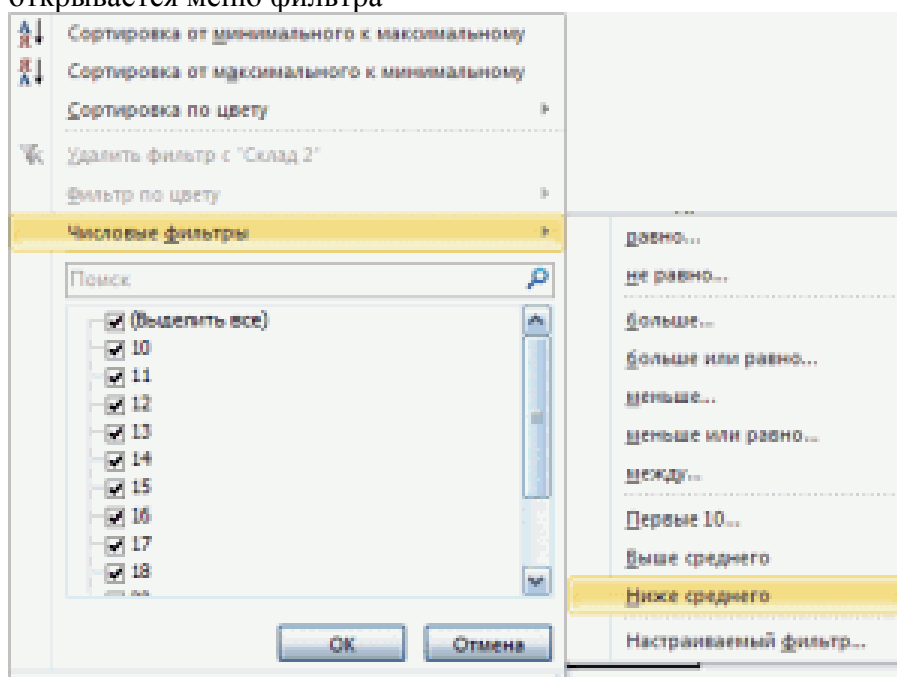 открывается меню фильтра
Сортировка от минимального к максимальному
Сортировка от максимального к минимальному
Сортировка по цвету
Удалить фильтр с "Склад 2"
Фильтр по цвету
Числовые фильтры
Поиск
(Выделить все)
10
11
12
13
14
15
16
17
18
ОК
Отмена
равно...
не равно...
больше...
больше или равно...
меньше...
меньше или равно...
между...
Первые 10...
Выше среднего
Ниже среднего
Настраиваемый фильтр...